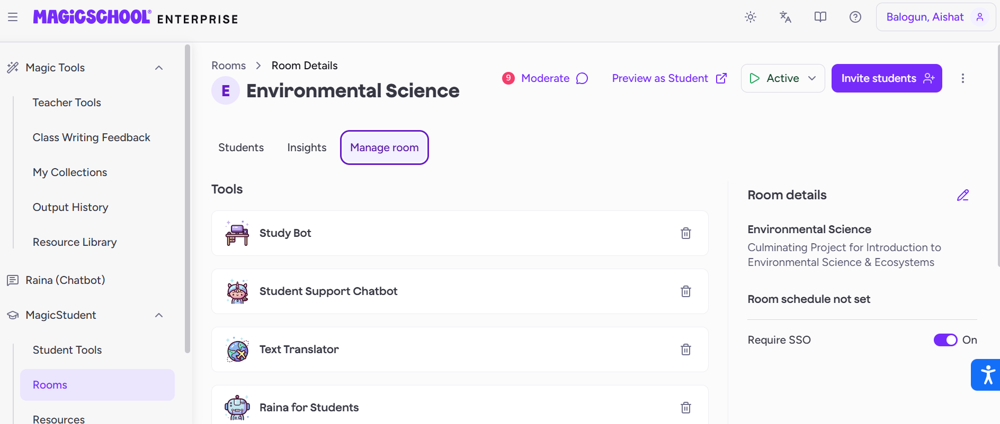 MAGiCSCHOOL® ENTERPRISE
Balogun, Aishat
Magic Tools
Teacher Tools
Class Writing Feedback
My Collections
Output History
Resource Library
Raina (Chatbot)
MagicStudent
Student Tools
Rooms
Resources
Rooms > Room Details
E Environmental Science
9 Moderate
Preview as Student
Active
Invite students
Students Insights Manage room
Tools
Study Bot
Student Support Chatbot
Text Translator
Raina for Students
Room details
Environmental Science
Culminating Project for Introduction to
Environmental Science & Ecosystems
Room schedule not set
Require SSO On